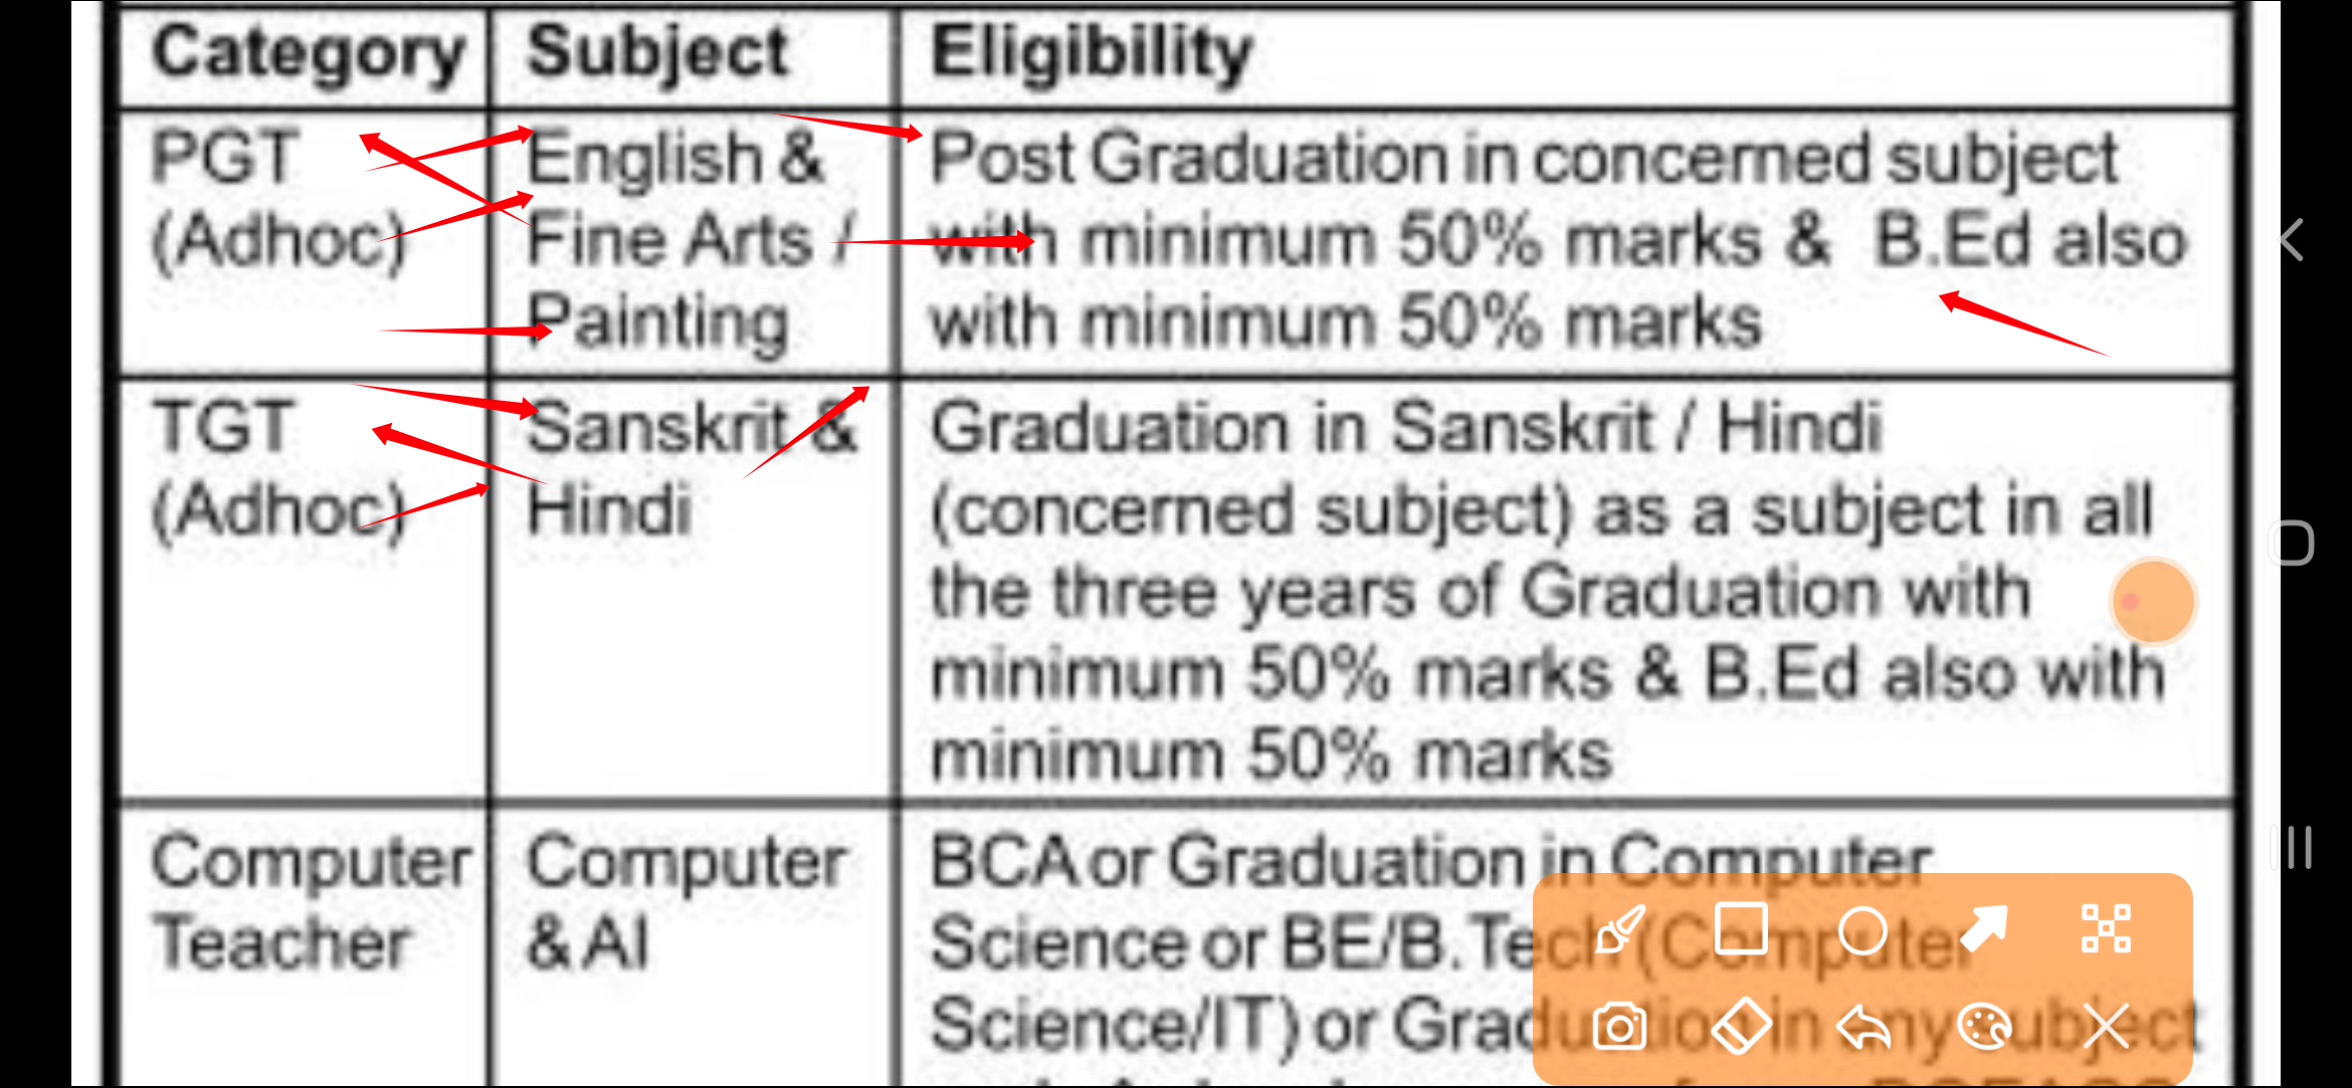 Category Subject Eligibility
PGT
(Adhoc)
English &
Fine Arts /
Painting
Post Graduation in concerned subject
with minimum 50% marks & B.Ed also
with minimum 50% marks
TGT
(Adhoc)
Sanskrit &
Hindi
Graduation in Sanskrit / Hindi
(concerned subject) as a subject in all
the three years of Graduation with
minimum 50% marks & B.Ed also with
minimum 50% marks
Computer
Teacher
Computer
& AI
BCA or Graduation in Computer
Science or BE/B.Tech (Computer
Science/IT) or Graduation in any subject